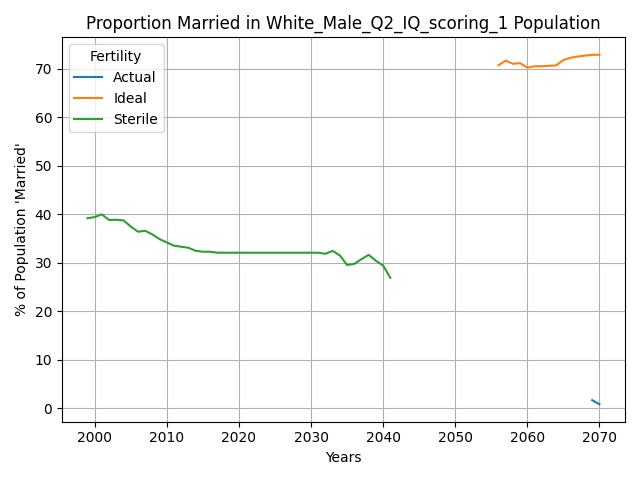 Proportion Married in White_Male_Q2_IQ_scoring_1 Population
Fertility
Actual
Ideal
Sterile
% of Population 'Married'
70
60
50
40
30
20
10
0
2000 2010 2020 2030 2040 2050 2060 2070
Years